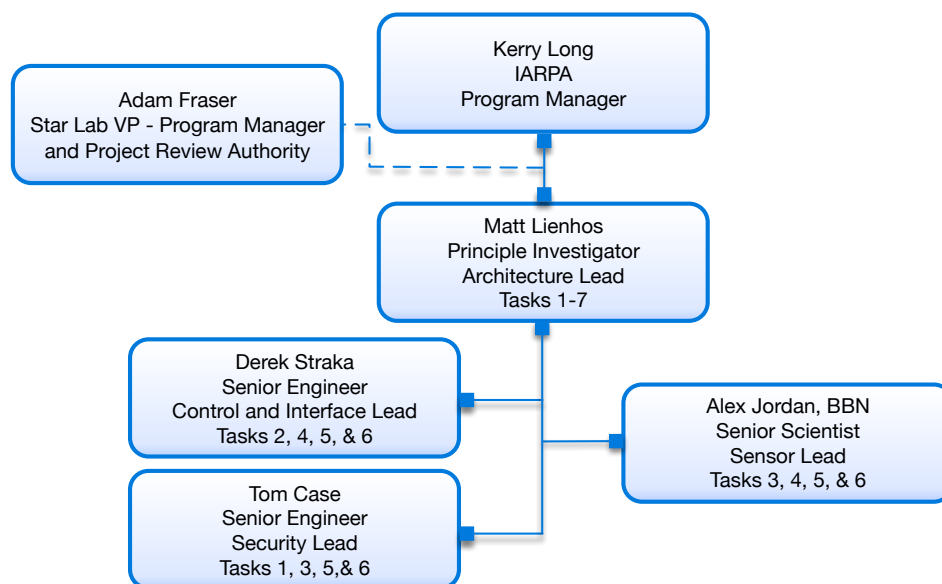 Kerry Long
IARPA
Program Manager
Adam Fraser
Star Lab VP - Program Manager
and Project Review Authority
Matt Lienhos
Principle Investigator
Architecture Lead
Tasks 1-7
Derek Straka
Senior Engineer
Control and Interface Lead
Tasks 2, 4, 5, & 6
Alex Jordan, BBN
Senior Scientist
Sensor Lead
Tasks 3, 4, 5, & 6
Tom Case
Senior Engineer
Security Lead
Tasks 1, 3, 5,& 6